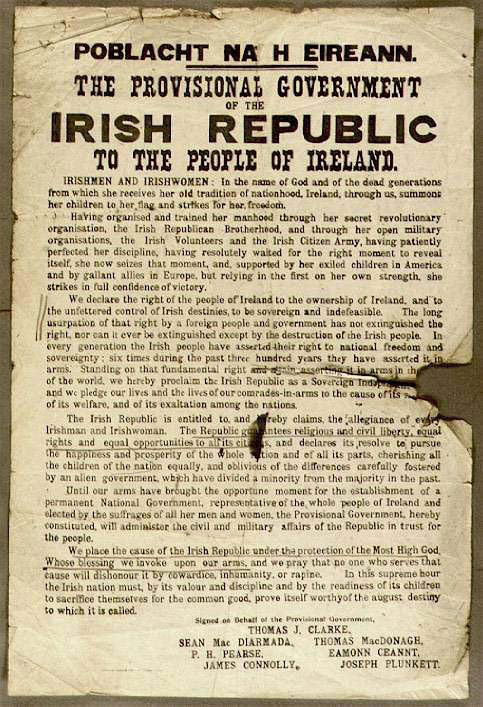 POBLACHT NA H EIREANN.
THE PROVISIONAL GOVERNMENT
OF THE
IRISH REPUBLIC
TO THE PEOPLE OF IRELAND.
IRISHMEN AND IRISHWOMEN : In the name of God and of the dead generations
from which she receives her old tradition of nationhood, Ireland, through us, summons
her children to her flag and strikes for her freedom.
Having organised and trained her manhood through her secret revolutionary
organisation, the Irish Republican Brotherhood, and through her open military
organisations, the Irish Volunteers and the Irish Citizen Army, having patiently
perfected her discipline, having resolutely waited for the right moment to reveal
itself, she now seizes that moment, and, supported by her exiled children in America
and by gallant allies in Europe, but relying in the first on her own strength, she
strikes in full confidence of victory.
We declare the right of the people of Ireland to the ownership of Ireland, and to
the unfettered control of Irish destinies, to be sovereign and indefeasible. The long
usurpation of that right by a foreign people and government has not extinguished the
right, nor can it ever be extinguished except by the destruction of the Irish people. In
every generation the Irish people have asserted their right to national freedom and
sovereignty ; six times during the past three hundred years they have asserted it in
arms. Standing on that fundamental right and again asserting it in arms in the
of the world, we hereby proclaim the Irish Republic as a Sovereign
and we pledge our lives and the lives of our comrades-in-arms to the cause of its
of its welfare, and of its exaltation among the nations.
The Irish Republic is entitled to, and hereby claims, the allegiance of every
Irishman and Irishwoman. The Republic guarantees religious and civil liberty, equal
rights and equal opportunities to all its citizens, and declares its resolve to pursue
the happiness and prosperity of the whole nation and of all its parts, cherishing all
the children of the nation equally, and oblivious of the differences carefully fostered
by an alien government, which have divided a minority from the majority in the past.
Until our arms have brought the opportune moment for the establishment of a
permanent National Government, representative of the whole people of Ireland and
elected by the suffrages of all her men and women, the Provisional Government, hereby
constituted, will administer the civil and military affairs of the Republic in trust for
the people.
We place the cause of the Irish Republic under the protection of the Most High God,
Whose blessing we invoke upon our arms, and we pray that no one who serves that
cause will dishonour it by cowardice, inhumanity, or rapine. In this supreme hour
the Irish nation must, by its valour and discipline and by the readiness of its children
to sacrifice themselves for the common good, prove itself worthy of the august destiny
to which it is called.
Signed on Behalf of the Provisional Government,
THOMAS J. CLARKE,
SEAN Mac DIARMADA, THOMAS MacDONAGH,
P. H. PEARSE, EAMONN CEANNT,
JAMES CONNOLLY, JOSEPH PLUNKETT.